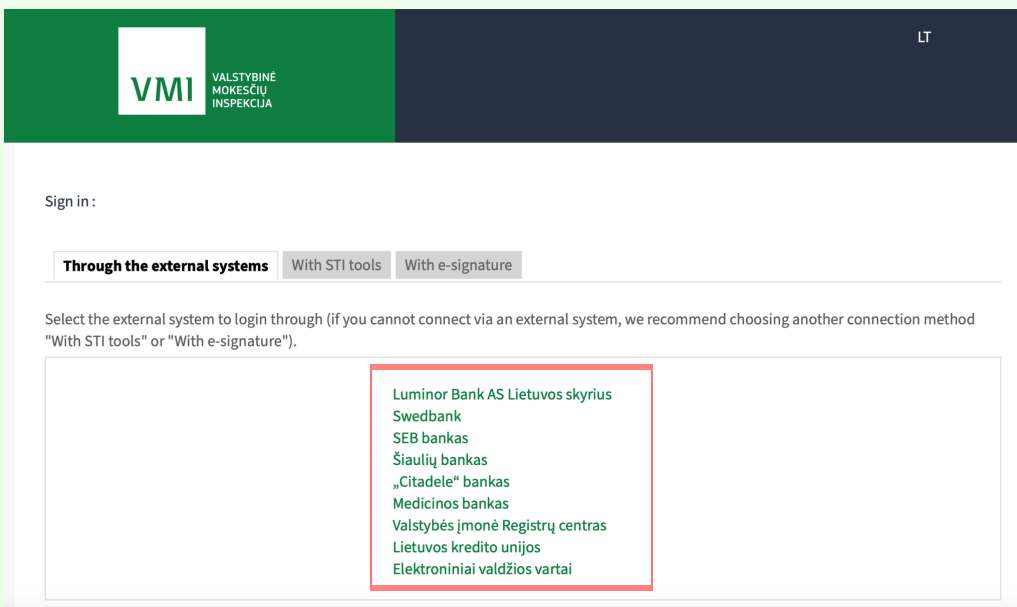 LT
VMI
VALSTYBINĖ
MOKESČIŲ
INSPEKCIJA
Sign in :
Through the external systems
With STI tools
With e-signature
Select the external system to login through (if you cannot connect via an external system, we recommend choosing another connection method
"With STI tools" or "With e-signature").
Luminor Bank AS Lietuvos skyrius
Swedbank
SEB bankas
Šiaulių bankas
„Citadele“ bankas
Medicinos bankas
Valstybės įmonė Registrų centras
Lietuvos kredito unijos
Elektroniniai valdžios vartai